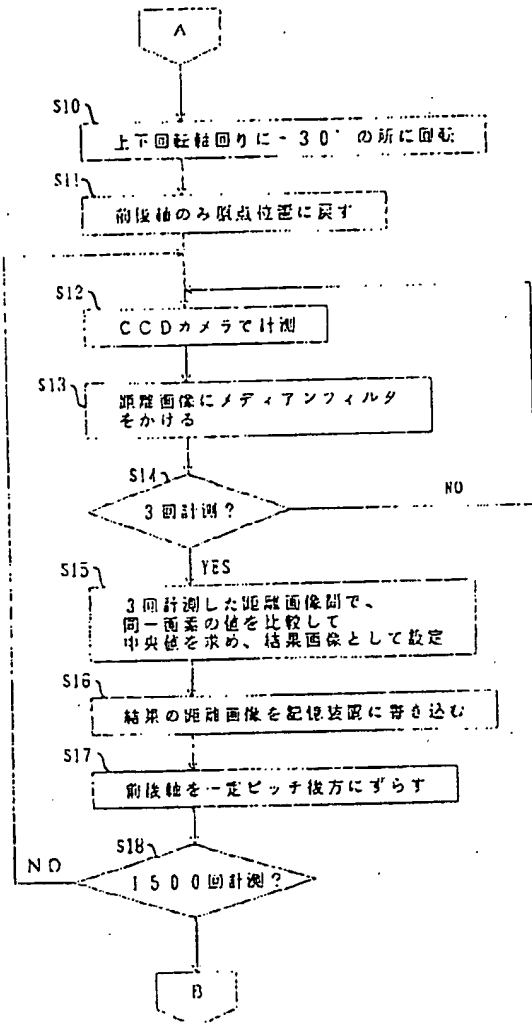 A
S10
上下回転軸回りに-30°の所に回む
S11
前後軸のみ原点位置に戻す
S12
CCDカメラで計測
S13
距離画像にメディアンフィルタ
をかける
S14
3回計測?
NO
YES
S15
3回計測した距離画像間で、
同一画素の値を比較して
中央値を求め、結果画像として設定
S16
結果の距離画像を記憶装置に書き込む
S17
前後軸を一定ピッチ後方にずらす
S18
NO
1500回計測?
B